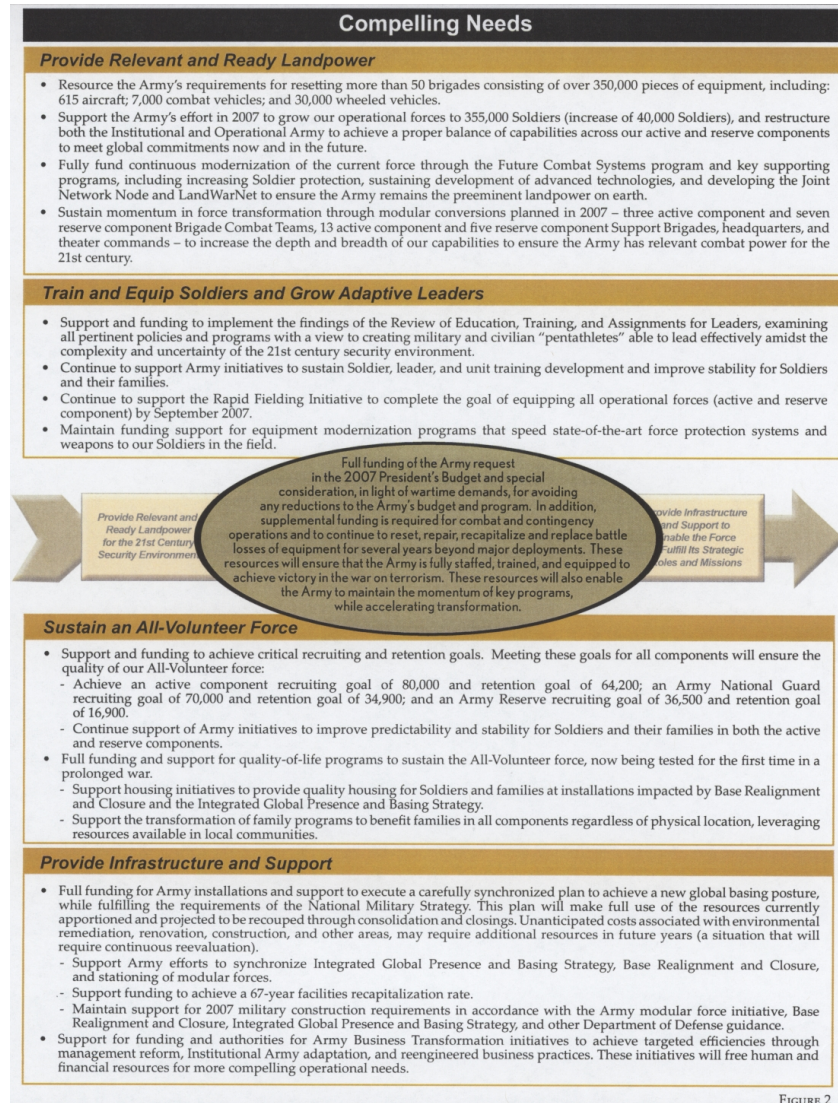 Compelling Needs
Provide Relevant and Ready Landpower
• Resource the Army's requirements for resetting more than 50 brigades consisting of over 350,000 pieces of equipment, including:
615 aircraft; 7,000 combat vehicles; and 30,000 wheeled vehicles.
• Support the Army's effort in 2007 to grow our operational forces to 355,000 Soldiers (increase of 40,000 Soldiers), and restructure
both the Institutional and Operational Army to achieve a proper balance of capabilities across our active and reserve components
to meet global commitments now and in the future.
• Fully fund continuous modernization of the current force through the Future Combat Systems program and key supporting
programs, including increasing Soldier protection, sustaining development of advanced technologies, and developing the Joint
Network Node and LandWarNet to ensure the Army remains the preeminent landpower on earth.
• Sustain momentum in force transformation through modular conversions planned in 2007 – three active component and seven
reserve component Brigade Combat Teams, 13 active component and five reserve component Support Brigades, headquarters, and
theater commands – to increase the depth and breadth of our capabilities to ensure the Army has relevant combat power for the
21st century.
Train and Equip Soldiers and Grow Adaptive Leaders
• Support and funding to implement the findings of the Review of Education, Training, and Assignments for Leaders, examining
all pertinent policies and programs with a view to creating military and civilian "pentathletes" able to lead effectively amidst the
complexity and uncertainty of the 21st century security environment.
• Continue to support Army initiatives to sustain Soldier, leader, and unit training development and improve stability for Soldiers
and their families.
• Continue to support the Rapid Fielding Initiative to complete the goal of equipping all operational forces (active and reserve
component) by September 2007.
• Maintain funding support for equipment modernization programs that speed state-of-the-art force protection systems and
weapons to our Soldiers in the field.
Provide Relevant and
Ready Landpower
for the 21st Century
Security Environment
Full funding of the Army request
in the 2007 President's Budget and special
consideration, in light of wartime demands, for avoiding
any reductions to the Army's budget and program. In addition,
supplemental funding is required for combat and contingency
operations and to continue to reset, repair, recapitalize and replace battle
losses of equipment for several years beyond major deployments. These
resources will ensure that the Army is fully staffed, trained, and equipped to
achieve victory in the war on terrorism. These resources will also enable
the Army to maintain the momentum of key programs,
while accelerating transformation.
Provide Infrastructure
and Support to
Enable the Force
Fulfill Its Strategic
Roles and Missions
Sustain an All-Volunteer Force
• Support and funding to achieve critical recruiting and retention goals. Meeting these goals for all components will ensure the
quality of our All-Volunteer force:
- Achieve an active component recruiting goal of 80,000 and retention goal of 64,200; an Army National Guard
recruiting goal of 70,000 and retention goal of 34,900; and an Army Reserve recruiting goal of 36,500 and retention goal
of 16,900.
- Continue support of Army initiatives to improve predictability and stability for Soldiers and their families in both the active
and reserve components.
• Full funding and support for quality-of-life programs to sustain the All-Volunteer force, now being tested for the first time in a
prolonged war.
- Support housing initiatives to provide quality housing for Soldiers and families at installations impacted by Base Realignment
and Closure and the Integrated Global Presence and Basing Strategy.
- Support the transformation of family programs to benefit families in all components regardless of physical location, leveraging
resources available in local communities.
Provide Infrastructure and Support
• Full funding for Army installations and support to execute a carefully synchronized plan to achieve a new global basing posture,
while fulfilling the requirements of the National Military Strategy. This plan will make full use of the resources currently
apportioned and projected to be recouped through consolidation and closings. Unanticipated costs associated with environmental
remediation, renovation, construction, and other areas, may require additional resources in future years (a situation that will
require continuous reevaluation).
- Support Army efforts to synchronize Integrated Global Presence and Basing Strategy, Base Realignment and Closure,
and stationing of modular forces.
- Support funding to achieve a 67-year facilities recapitalization rate.
- Maintain support for 2007 military construction requirements in accordance with the Army modular force initiative, Base
Realignment and Closure, Integrated Global Presence and Basing Strategy, and other Department of Defense guidance.
• Support for funding and authorities for Army Business Transformation initiatives to achieve targeted efficiencies through
management reform, Institutional Army adaptation, and reengineered business practices. These initiatives will free human and
financial resources for more compelling operational needs.
FIGURE 2